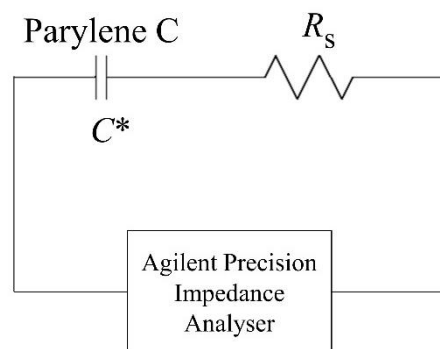 Parylene C
R_s
C*
Agilent Precision
Impedance
Analyser